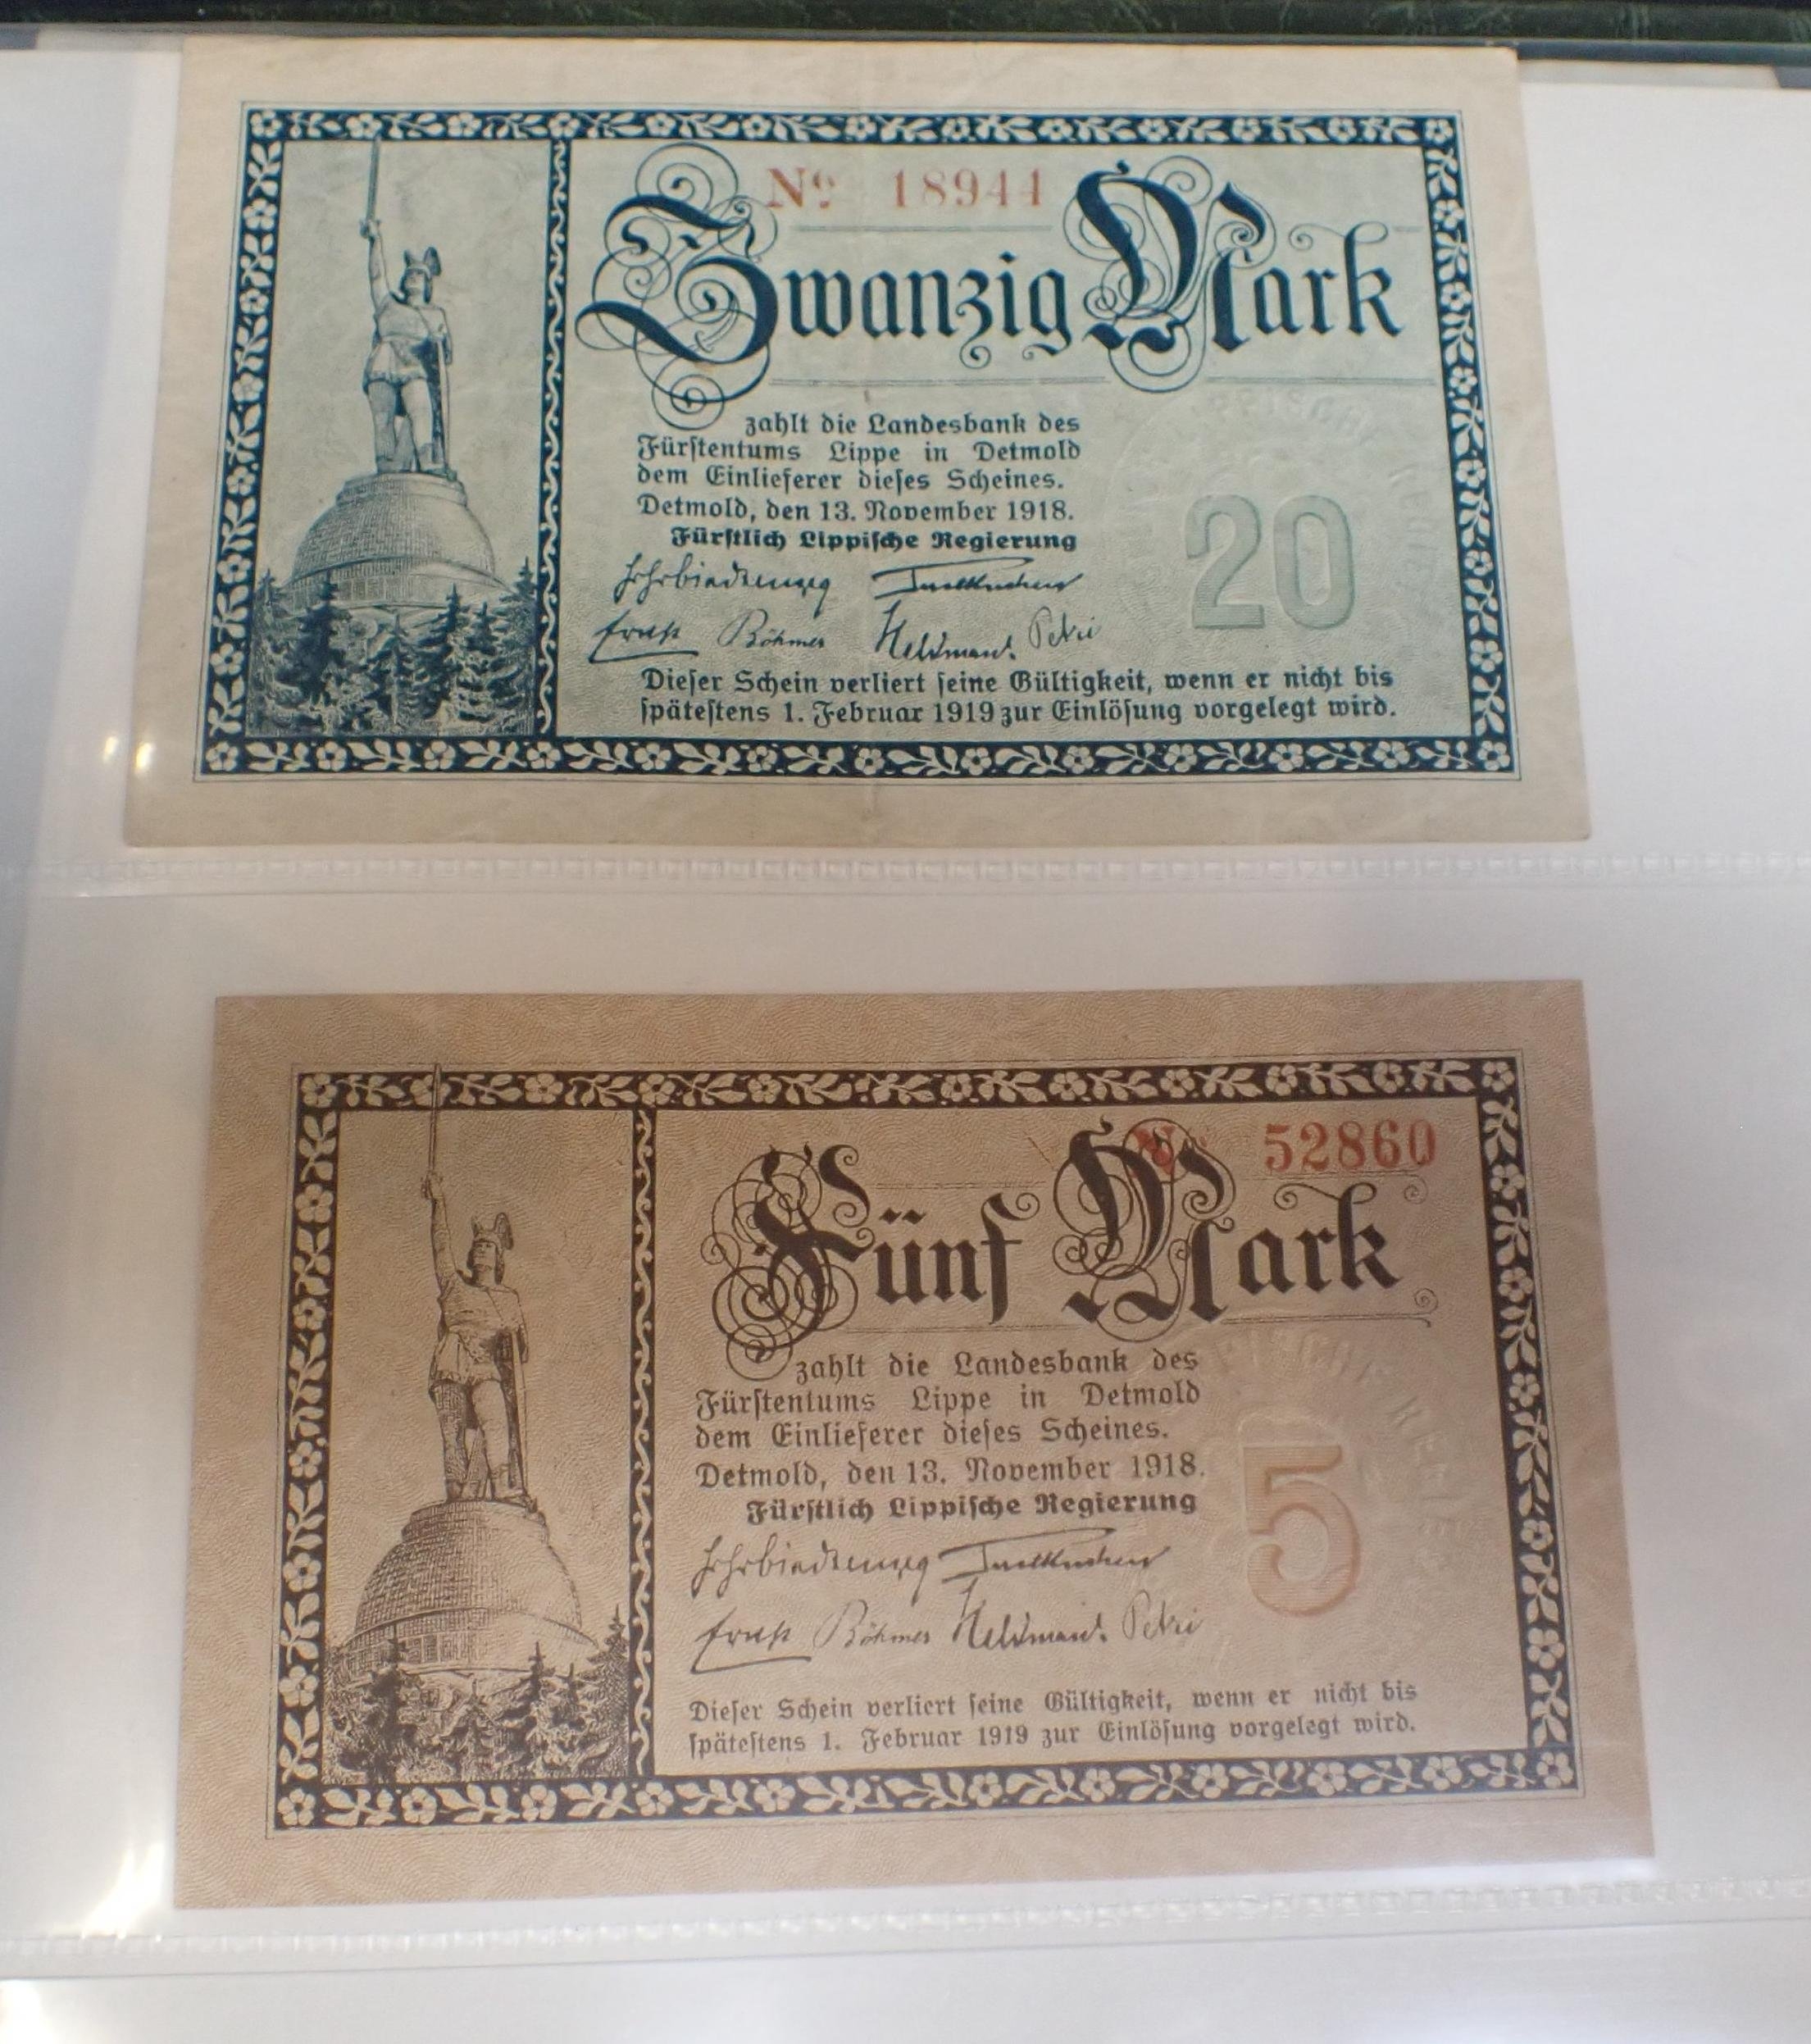 Nº 18944
Zwanzig Mark
zahlt die Landesbank des
Fürstentums Lippe in Detmold
dem Einlieferer dieses Scheines.
Detmold, den 13. November 1918.
Fürstlich Lippische Regierung
Böhmer Petri
20
Dieser Schein verliert seine Gültigkeit, wenn er nicht bis
spätestens 1. Februar 1919 zur Einlösung vorgelegt wird.
Nº 52860
Fünf Mark
zahlt die Landesbank des
Fürstentums Lippe in Detmold
dem Einlieferer dieses Scheines.
Detmold, den 13. November 1918.
Fürstlich Lippische Regierung
Böhmer Petri
5
Dieser Schein verliert seine Gültigkeit, wenn er nicht bis
spätestens 1. Februar 1919 zur Einlösung vorgelegt wird.